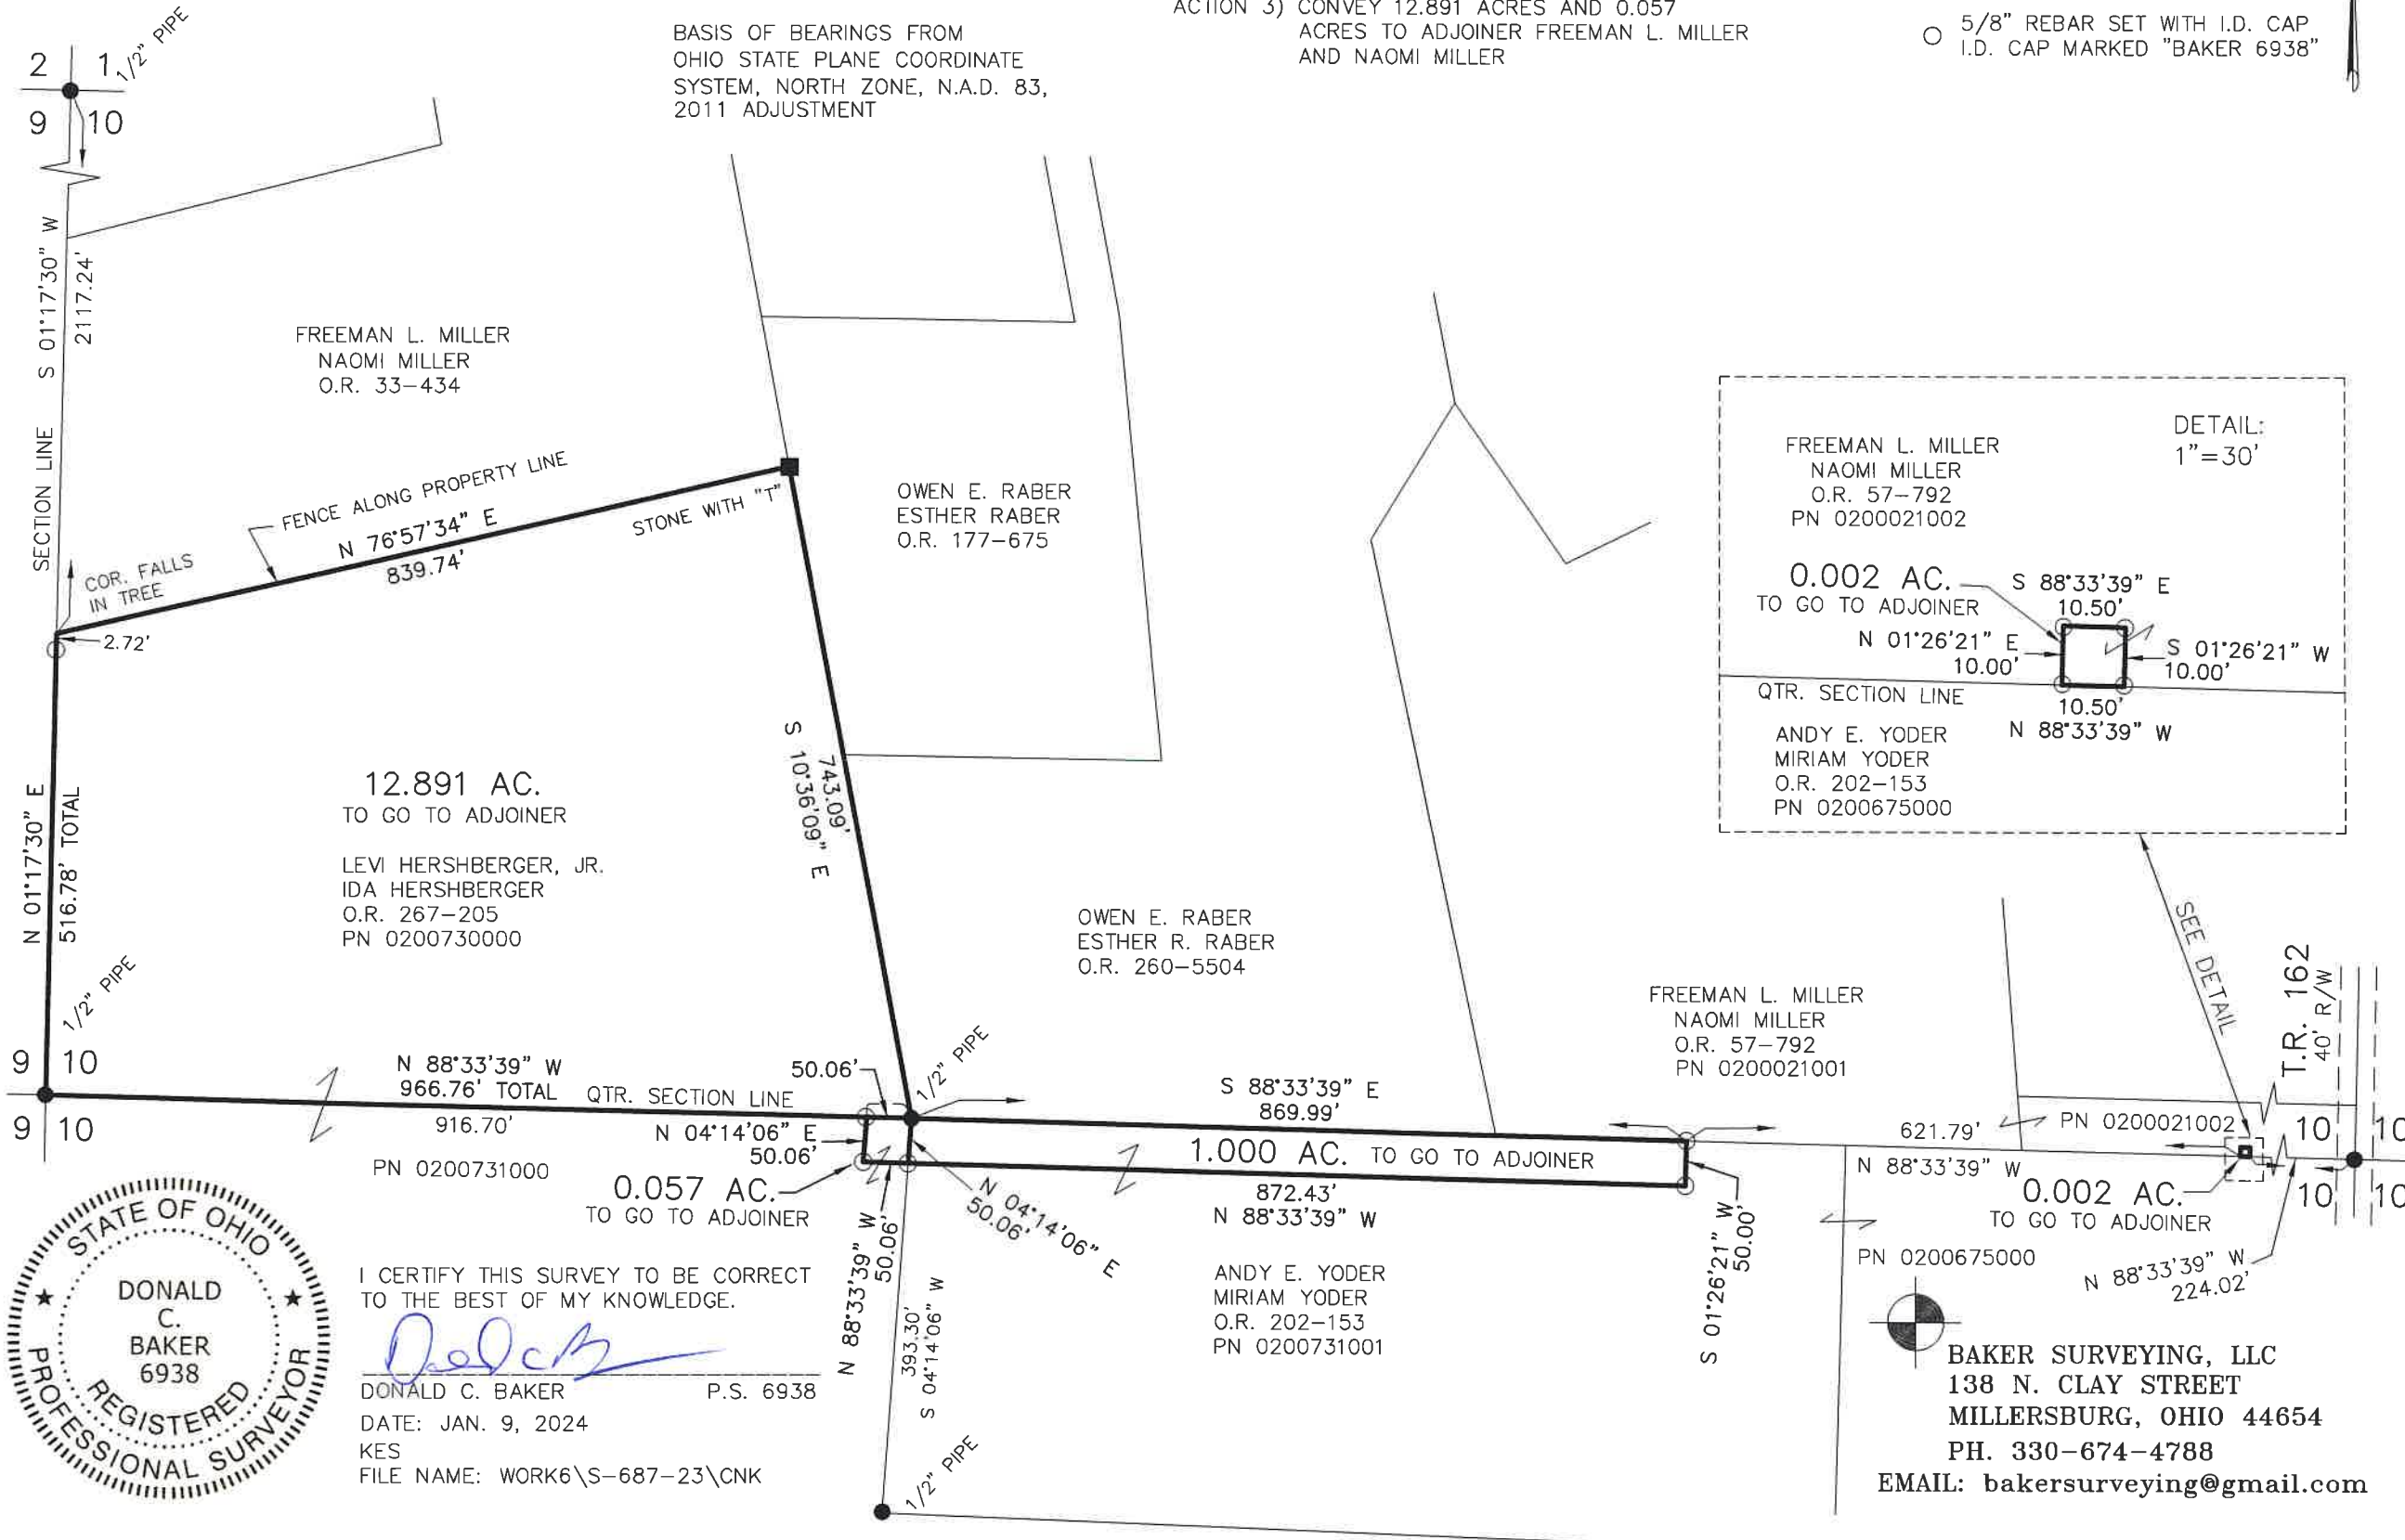 ACTION 3) CONVEY 12.891 ACRES AND 0.057
ACRES TO ADJOINER FREEMAN L. MILLER
AND NAOMI MILLER
BASIS OF BEARINGS FROM
OHIO STATE PLANE COORDINATE
SYSTEM, NORTH ZONE, N.A.D. 83,
2011 ADJUSTMENT
5/8" REBAR SET WITH I.D. CAP
I.D. CAP MARKED "BAKER 6938"
2 1
1/2" PIPE
9 10
SECTION LINE S 01°17'30" W
2117.24'
FREEMAN L. MILLER
NAOMI MILLER
O.R. 33-434
FENCE ALONG PROPERTY LINE
N 76°57'34" E
839.74'
STONE WITH "T"
COR. FALLS
IN TREE
2.72'
OWEN E. RABER
ESTHER RABER
O.R. 177-675
743.09'
S 10°36'09" E
DETAIL:
1"=30'
FREEMAN L. MILLER
NAOMI MILLER
O.R. 57-792
PN 0200021002
0.002 AC.
TO GO TO ADJOINER
S 88°33'39" E
10.50'
N 01°26'21" E
10.00'
S 01°26'21" W
10.00'
QTR. SECTION LINE
10.50'
N 88°33'39" W
ANDY E. YODER
MIRIAM YODER
O.R. 202-153
PN 0200675000
SEE DETAIL
12.891 AC.
TO GO TO ADJOINER
LEVI HERSHBERGER, JR.
IDA HERSHBERGER
O.R. 267-205
PN 0200730000
N 01°17'30" E
516.78' TOTAL
1/2" PIPE
9 10
9 10
OWEN E. RABER
ESTHER R. RABER
O.R. 260-5504
FREEMAN L. MILLER
NAOMI MILLER
O.R. 57-792
PN 0200021001
T.R. 162
40' R/W
N 88°33'39" W
966.76' TOTAL QTR. SECTION LINE
916.70'
PN 0200731000
50.06'
1/2" PIPE
N 04°14'06" E
50.06'
0.057 AC.
TO GO TO ADJOINER
N 88°33'39" W
50.06'
N 04°14'06" E
50.06'
393.30'
S 04°14'06" W
1/2" PIPE
S 88°33'39" E
869.99'
1.000 AC. TO GO TO ADJOINER
872.43'
N 88°33'39" W
ANDY E. YODER
MIRIAM YODER
O.R. 202-153
PN 0200731001
S 01°26'21" W
50.00'
621.79'
N 88°33'39" W
PN 0200021002
0.002 AC.
TO GO TO ADJOINER
PN 0200675000
N 88°33'39" W
224.02'
10 10
10 10
STATE OF OHIO
DONALD
C.
BAKER
6938
REGISTERED
PROFESSIONAL SURVEYOR
I CERTIFY THIS SURVEY TO BE CORRECT
TO THE BEST OF MY KNOWLEDGE.
DONALD C. BAKER P.S. 6938
DATE: JAN. 9, 2024
KES
FILE NAME: WORK6\S-687-23\CNK
BAKER SURVEYING, LLC
138 N. CLAY STREET
MILLERSBURG, OHIO 44654
PH. 330-674-4788
EMAIL: bakersurveying@gmail.com